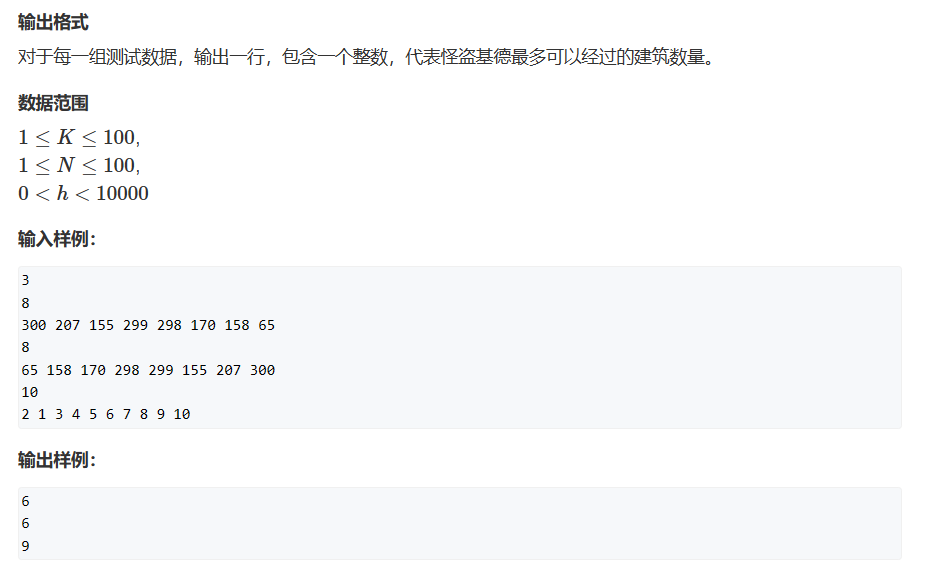 输出格式
对于每一组测试数据，输出一行，包含一个整数，代表怪盗基德最多可以经过的建筑数量。
数据范围
1 ≤ K ≤ 100,
1 ≤ N ≤ 100,
0 < h < 10000
输入样例：
3
8
300 207 155 299 298 170 158 65
8
65 158 170 298 299 155 207 300
10
2 1 3 4 5 6 7 8 9 10
输出样例：
6
6
9